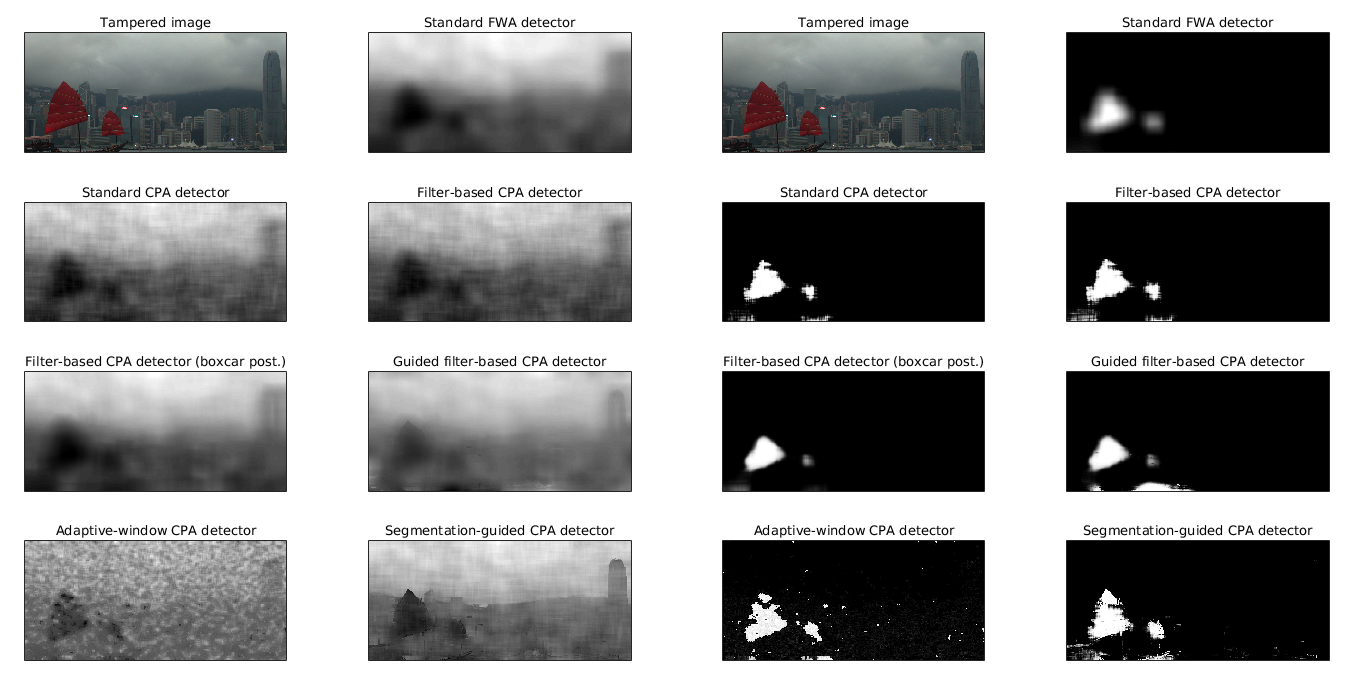 Tampered image
Standard FWA detector
Tampered image
Standard FWA detector
Standard CPA detector
Filter-based CPA detector
Standard CPA detector
Filter-based CPA detector
Filter-based CPA detector (boxcar post.)
Guided filter-based CPA detector
Filter-based CPA detector (boxcar post.)
Guided filter-based CPA detector
Adaptive-window CPA detector
Segmentation-guided CPA detector
Adaptive-window CPA detector
Segmentation-guided CPA detector